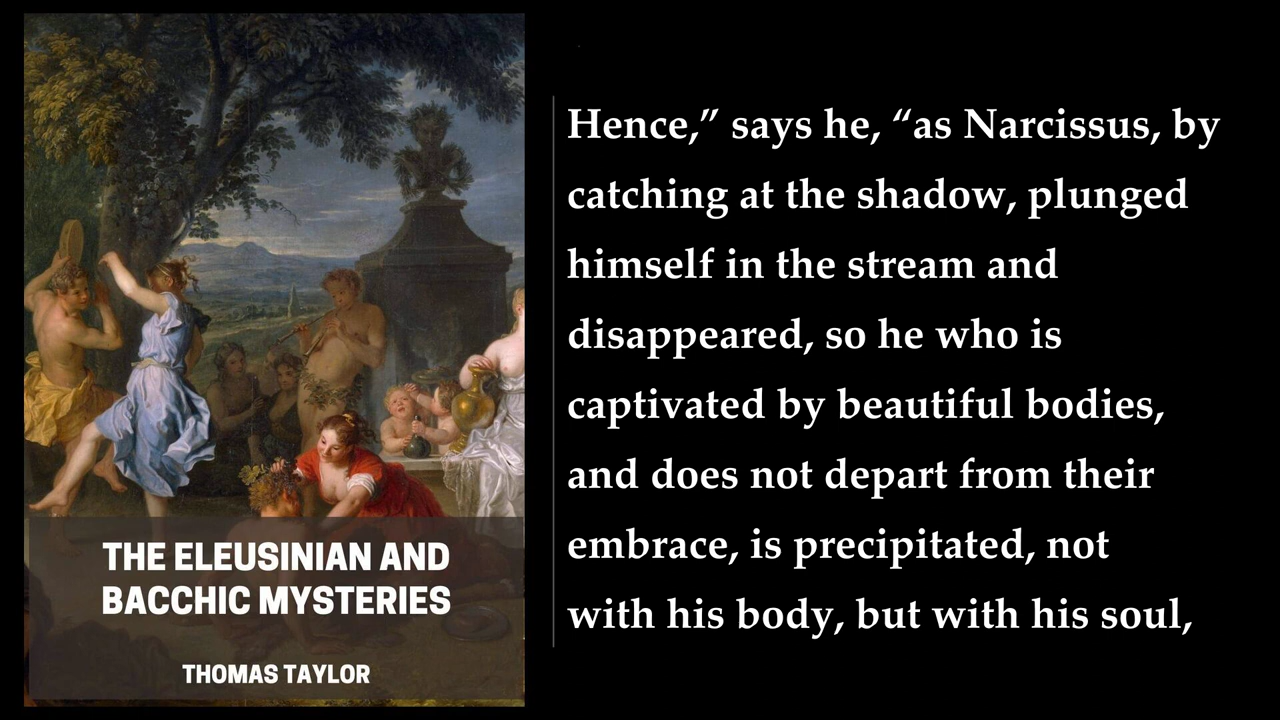 THE ELEUSINIAN AND
BACCHIC MYSTERIES
THOMAS TAYLOR
Hence,” says he, “as Narcissus, by
catching at the shadow, plunged
himself in the stream and
disappeared, so he who is
captivated by beautiful bodies,
and does not depart from their
embrace, is precipitated, not
with his body, but with his soul,